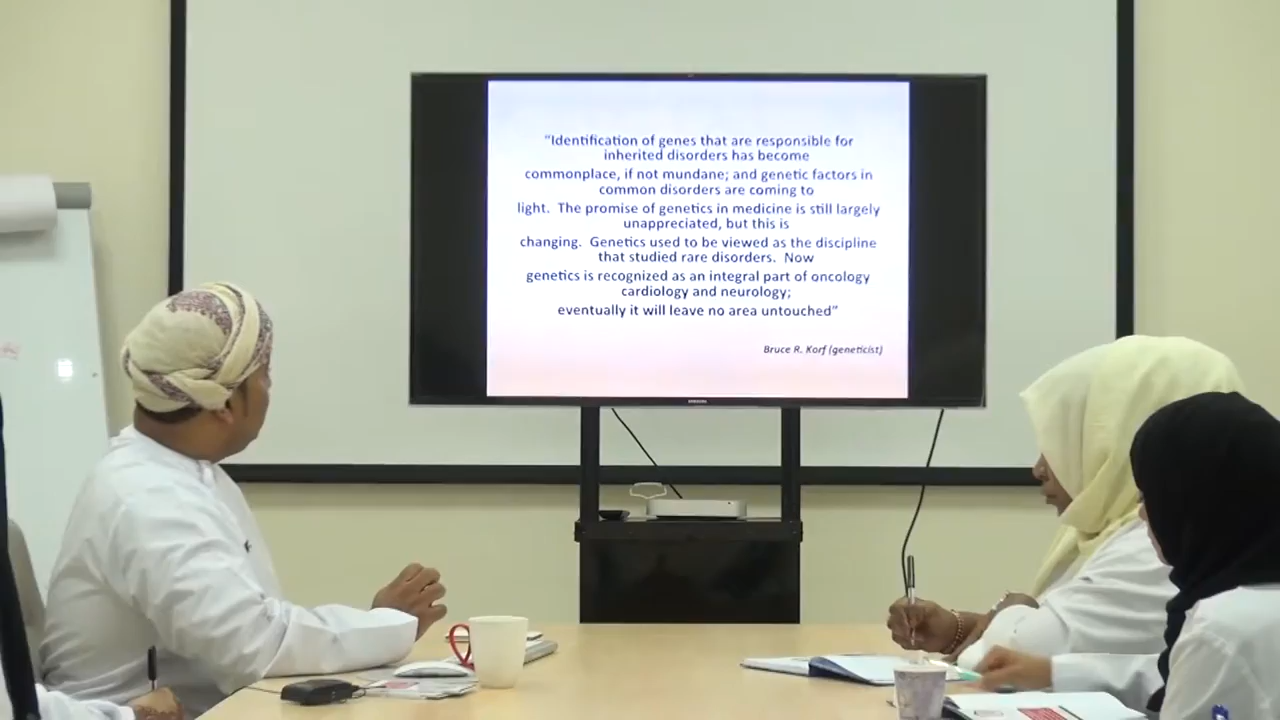 “Identification of genes that are responsible for
inherited disorders has become
commonplace, if not mundane; and genetic factors in
common disorders are coming to
light.  The promise of genetics in medicine is still largely
unappreciated, but this is
changing.  Genetics used to be viewed as the discipline
that studied rare disorders.  Now
genetics is recognized as an integral part of oncology
cardiology and neurology;
eventually it will leave no area untouched”
Bruce R. Korf (geneticist)
SAMSUNG